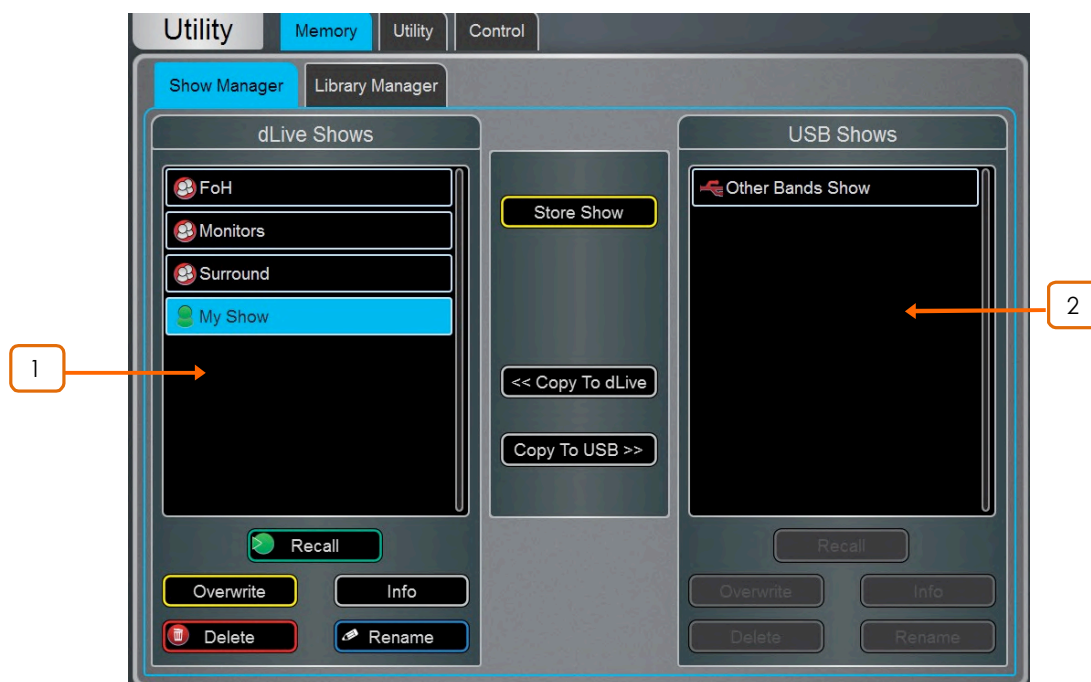 Utility Memory Utility Control
Show Manager Library Manager
dLive Shows
FoH
Monitors
Surround
My Show
Recall
Overwrite Info
Delete Rename
Store Show
<< Copy To dLive
Copy To USB >>
USB Shows
Other Bands Show
Recall
Overwrite Info
Delete Rename
1
2